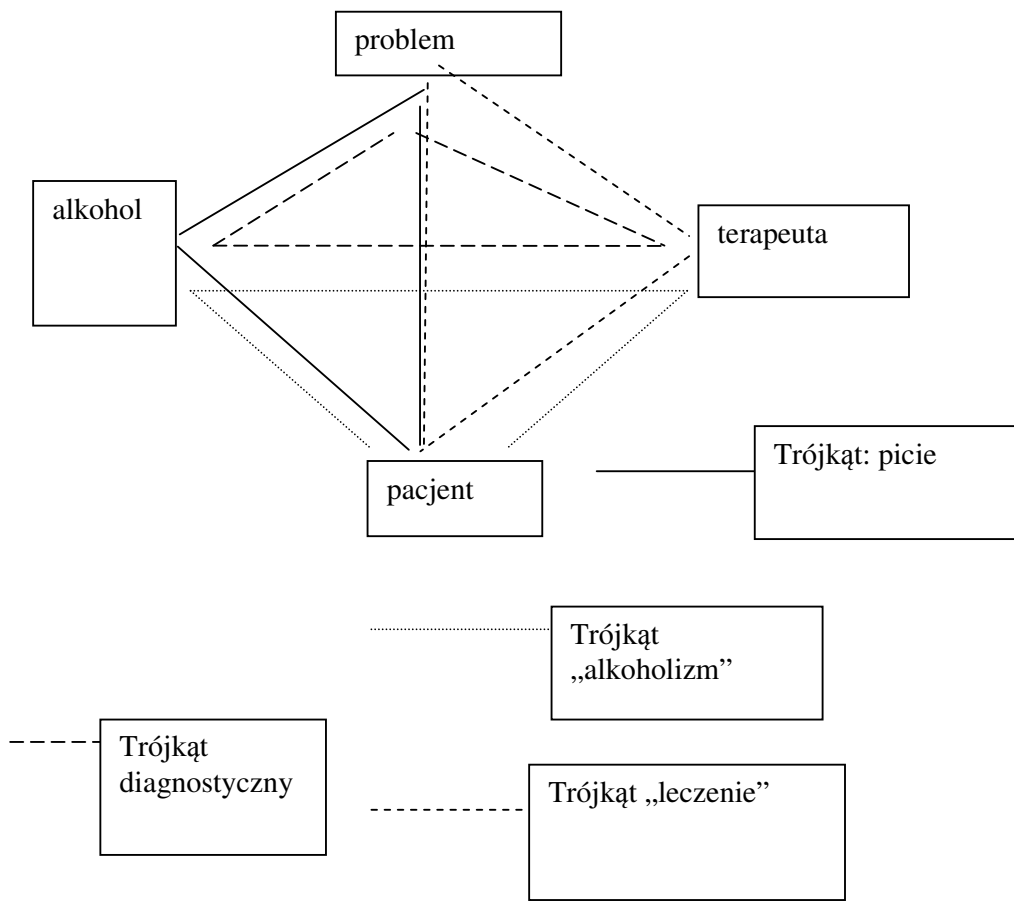 problem
alkohol
terapeuta
pacjent
Trójkąt: picie
Trójkąt
„alkoholizm”
Trójkąt
diagnostyczny
Trójkąt „leczenie”